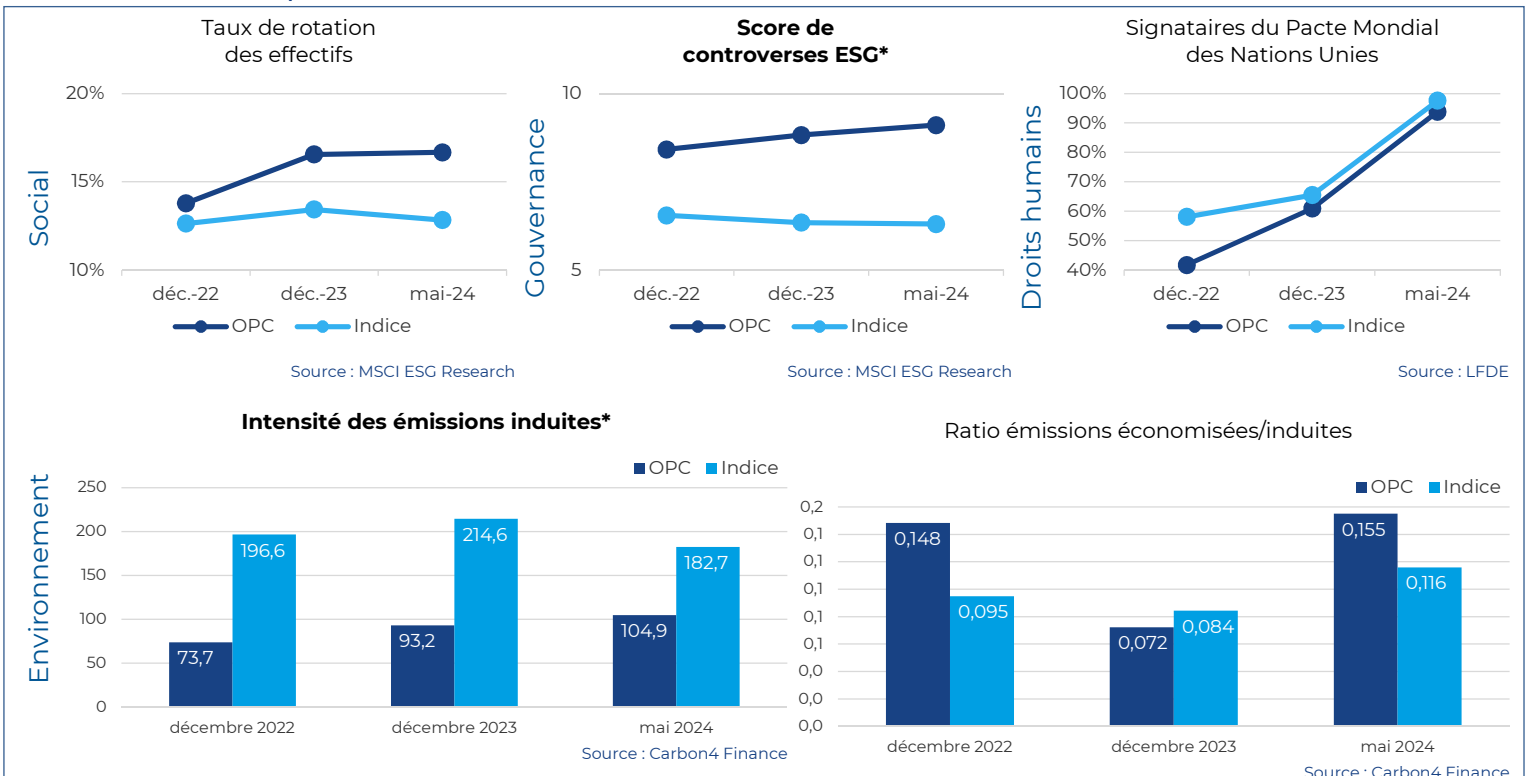 Taux de rotation
des effectifs
Social
20%
15%
10%
déc.-22 déc.-23 mai-24
OPC Indice
Source : MSCI ESG Research
Score de
controverses ESG*
Gouvernance
10
5
déc.-22 déc.-23 mai-24
OPC Indice
Source : MSCI ESG Research
Signataires du Pacte Mondial
des Nations Unies
Droits humains
100%
90%
80%
70%
60%
50%
40%
déc.-22 déc.-23 mai-24
OPC Indice
Source : LFDE
Intensité des émissions induites*
Environnement
OPC Indice
250
200
150
100
50
0
73,7 196,6 93,2 214,6 104,9 182,7
décembre 2022 décembre 2023 mai 2024
Source : Carbon4 Finance
Ratio émissions économisées/induites
OPC Indice
0,2
0,1
0,1
0,1
0,1
0,1
0,0
0,0
0,0
0,148 0,095 0,072 0,084 0,155 0,116
décembre 2022 décembre 2023 mai 2024
Source : Carbon4 Finance